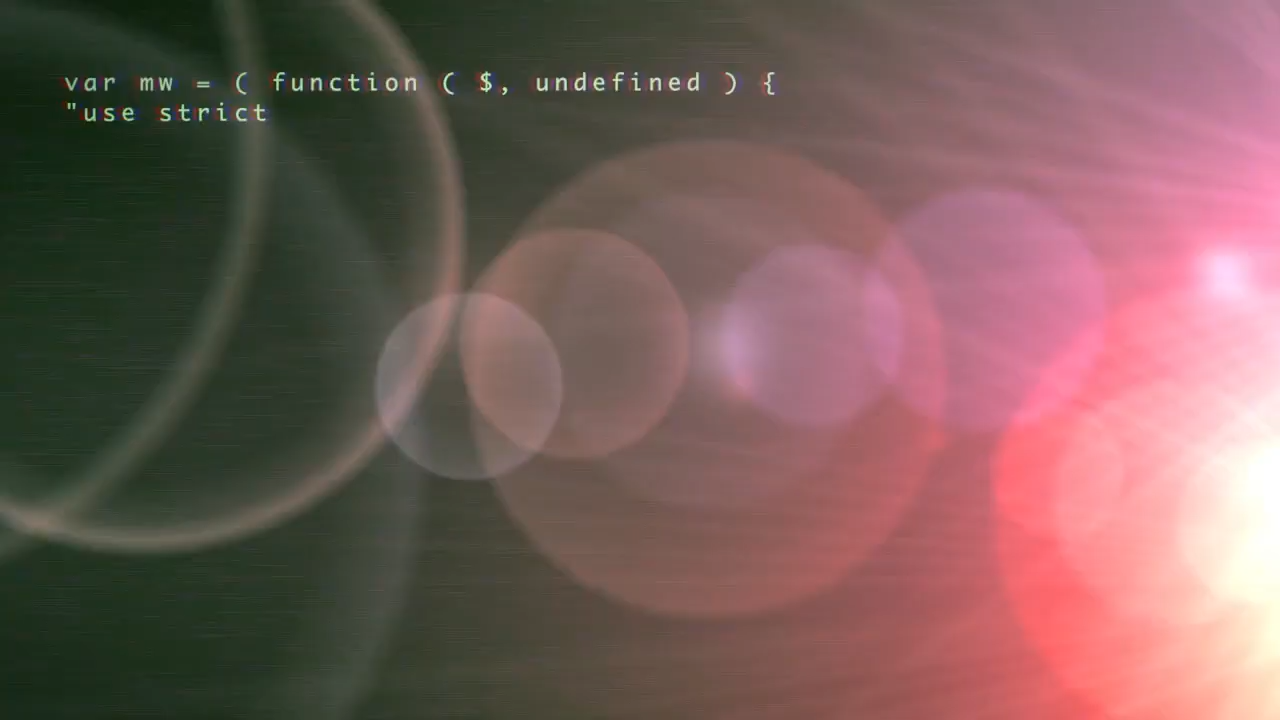 var mw = ( function ( $, undefined ) {
"use strict